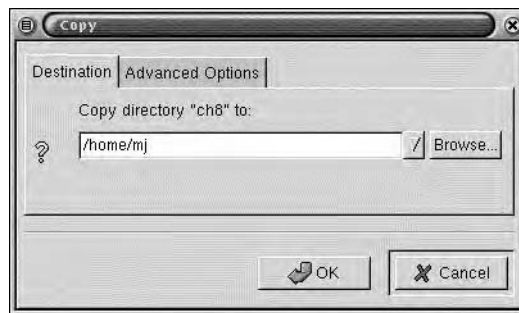 Copy
Destination Advanced Options
Copy directory "ch8" to:
/home/mj / Browse...
OK Cancel